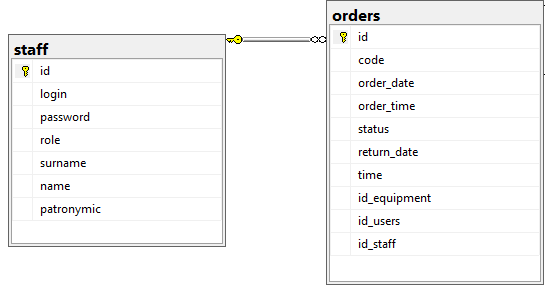 staff
id
login
password
role
surname
name
patronymic
orders
id
code
order_date
order_time
status
return_date
time
id_equipment
id_users
id_staff